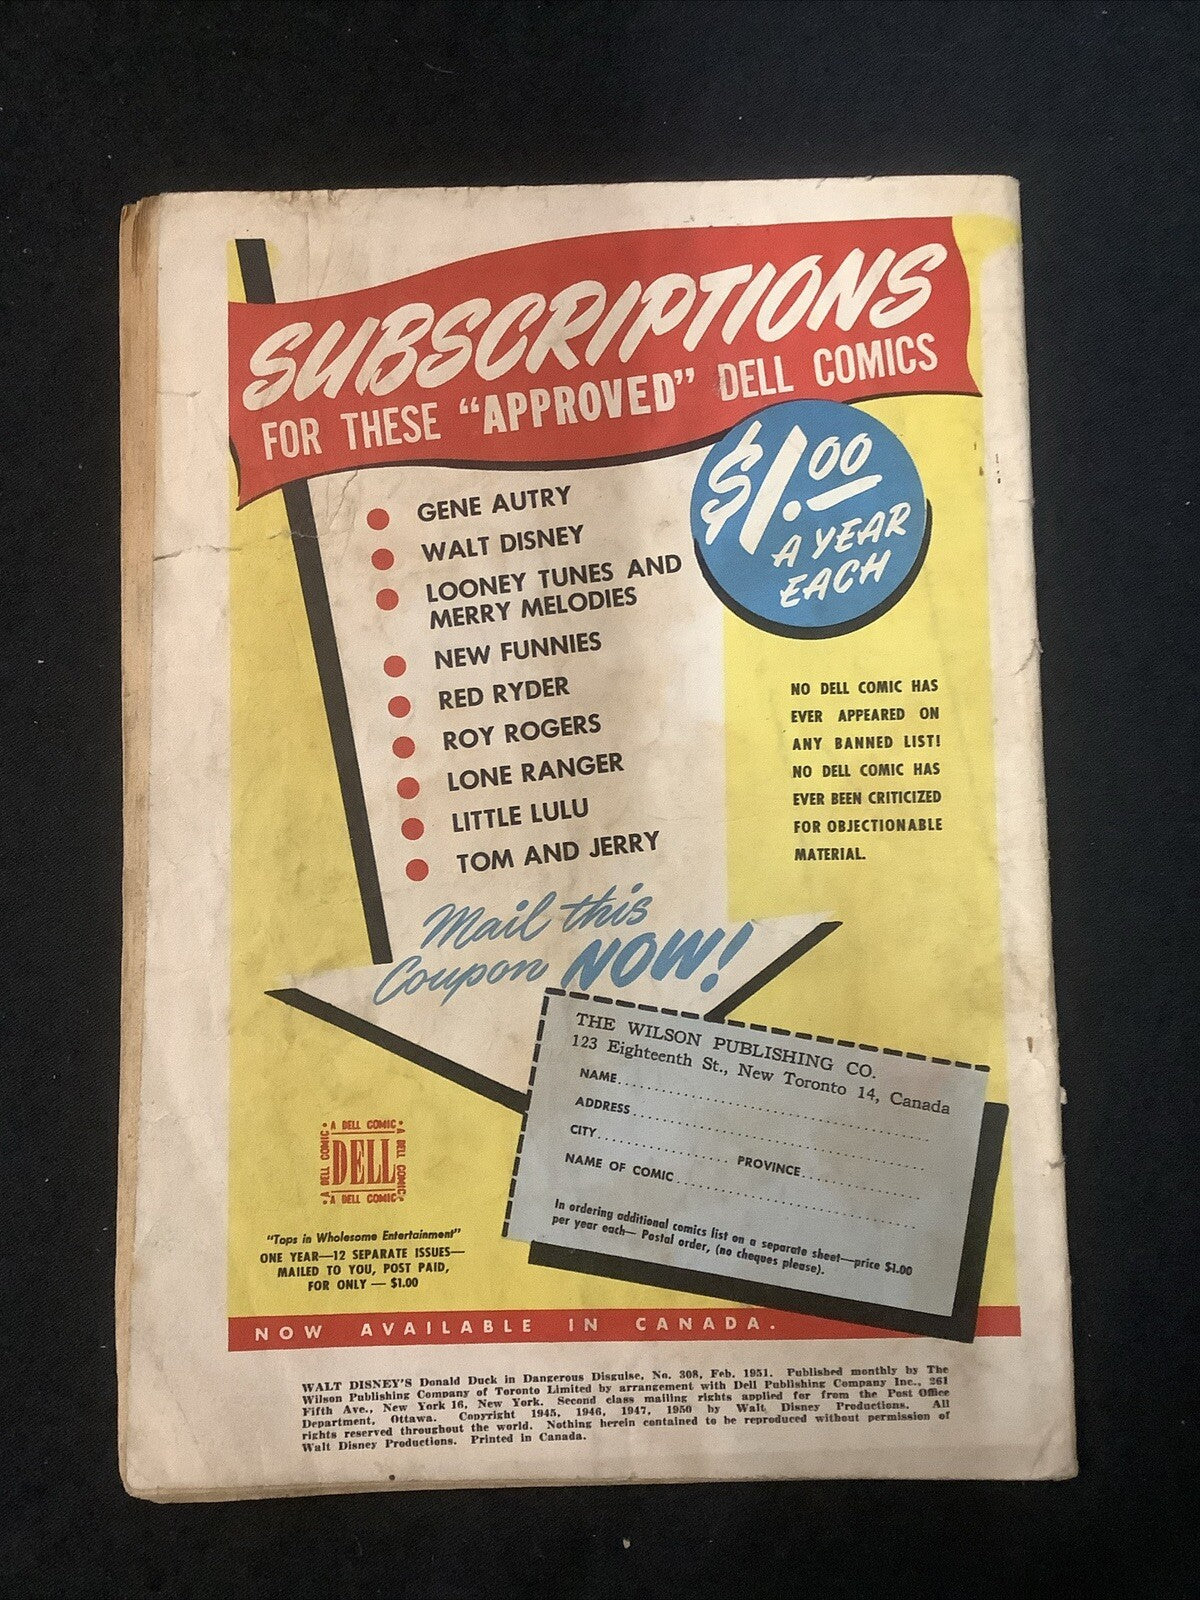 SUBSCRIPTIONS
FOR THESE "APPROVED" DELL COMICS
$1.00
A YEAR
EACH
GENE AUTRY
WALT DISNEY
LOONEY TUNES AND
MERRY MELODIES
NEW FUNNIES
RED RYDER
ROY ROGERS
LONE RANGER
LITTLE LULU
TOM AND JERRY
NO DELL COMIC HAS
EVER APPEARED ON
ANY BANNED LIST!
NO DELL COMIC HAS
EVER BEEN CRITICIZED
FOR OBJECTIONABLE
MATERIAL.
Mail this
Coupon NOW!
THE WILSON PUBLISHING CO.
123 Eighteenth St., New Toronto 14, Canada
NAME
ADDRESS
CITY PROVINCE
NAME OF COMIC
In ordering additional comics list on a separate sheet—price $1.00
per year each— Postal order, (no cheques please).
A DELL COMIC
A DELL COMIC
DELL
A DELL COMIC
A DELL COMIC
"Tops in Wholesome Entertainment"
ONE YEAR—12 SEPARATE ISSUES—
MAILED TO YOU, POST PAID,
FOR ONLY — $1.00
NOW AVAILABLE IN CANADA.
WALT DISNEY'S Donald Duck in Dangerous Disguise, No. 308, Feb. 1951. Published monthly by The
Wilson Publishing Company of Toronto Limited by arrangement with Dell Publishing Company Inc., 261
Fifth Ave., New York 16, New York. Second class mailing rights applied for from the Post Office
Department, Ottawa. Copyright 1945, 1946, 1947, 1950 by Walt Disney Productions. All
rights reserved throughout the world. Nothing herein contained to be reproduced without permission of
Walt Disney Productions. Printed in Canada.